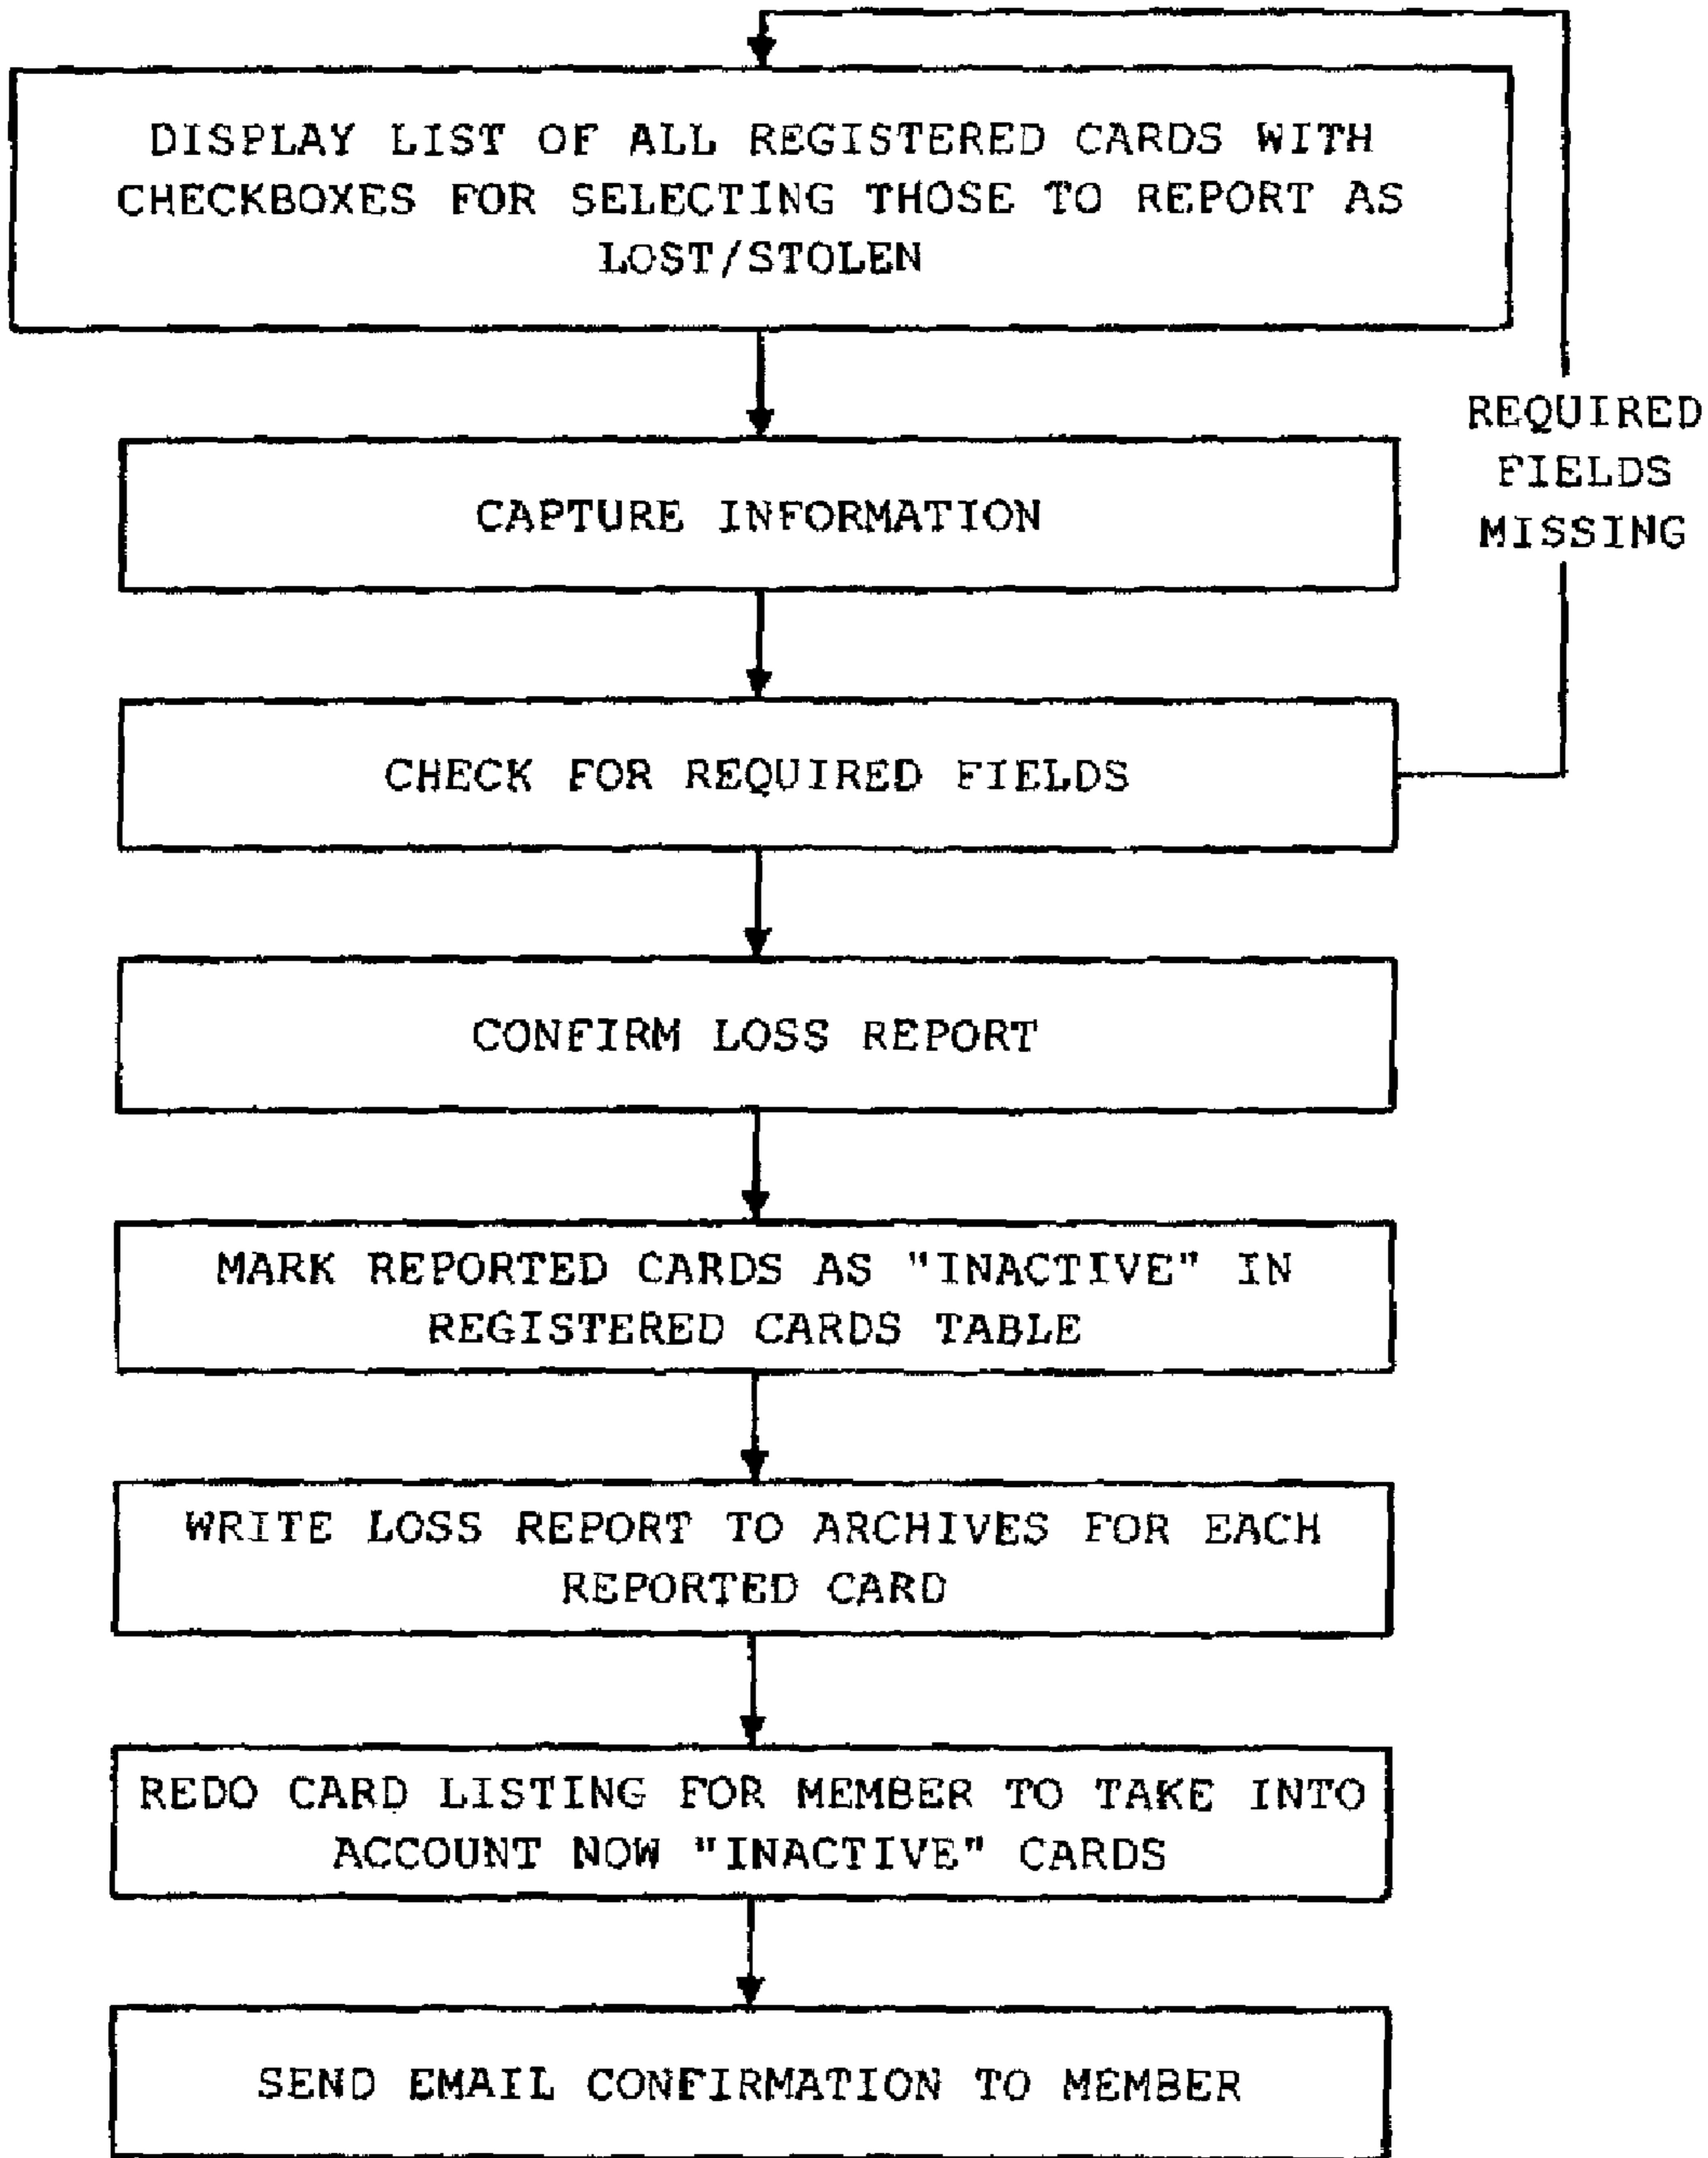 DISPLAY LIST OF ALL REGISTERED CARDS WITH
CHECKBOXES FOR SELECTING THOSE TO REPORT AS
LOST/STOLEN
REQUIRED
FIELDS
MISSING
CAPTURE INFORMATION
CHECK FOR REQUIRED FIELDS
CONFIRM LOSS REPORT
MARK REPORTED CARDS AS "INACTIVE" IN
REGISTERED CARDS TABLE
WRITE LOSS REPORT TO ARCHIVES FOR EACH
REPORTED CARD
REDO CARD LISTING FOR MEMBER TO TAKE INTO
ACCOUNT NOW "INACTIVE" CARDS
SEND EMAIL CONFIRMATION TO MEMBER